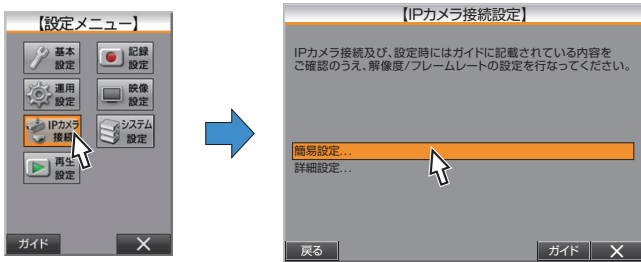 【設定メニュー】
基本
設定
記録
設定
運用
設定
映像
設定
IPカメラ
接続
システム
設定
再生
設定
ガイド
【IPカメラ接続設定】
IPカメラ接続及び、設定時にはガイドに記載されている内容を
ご確認のうえ、解像度/フレームレートの設定を行なってください。
簡易設定...
詳細設定...
戻る
ガイド